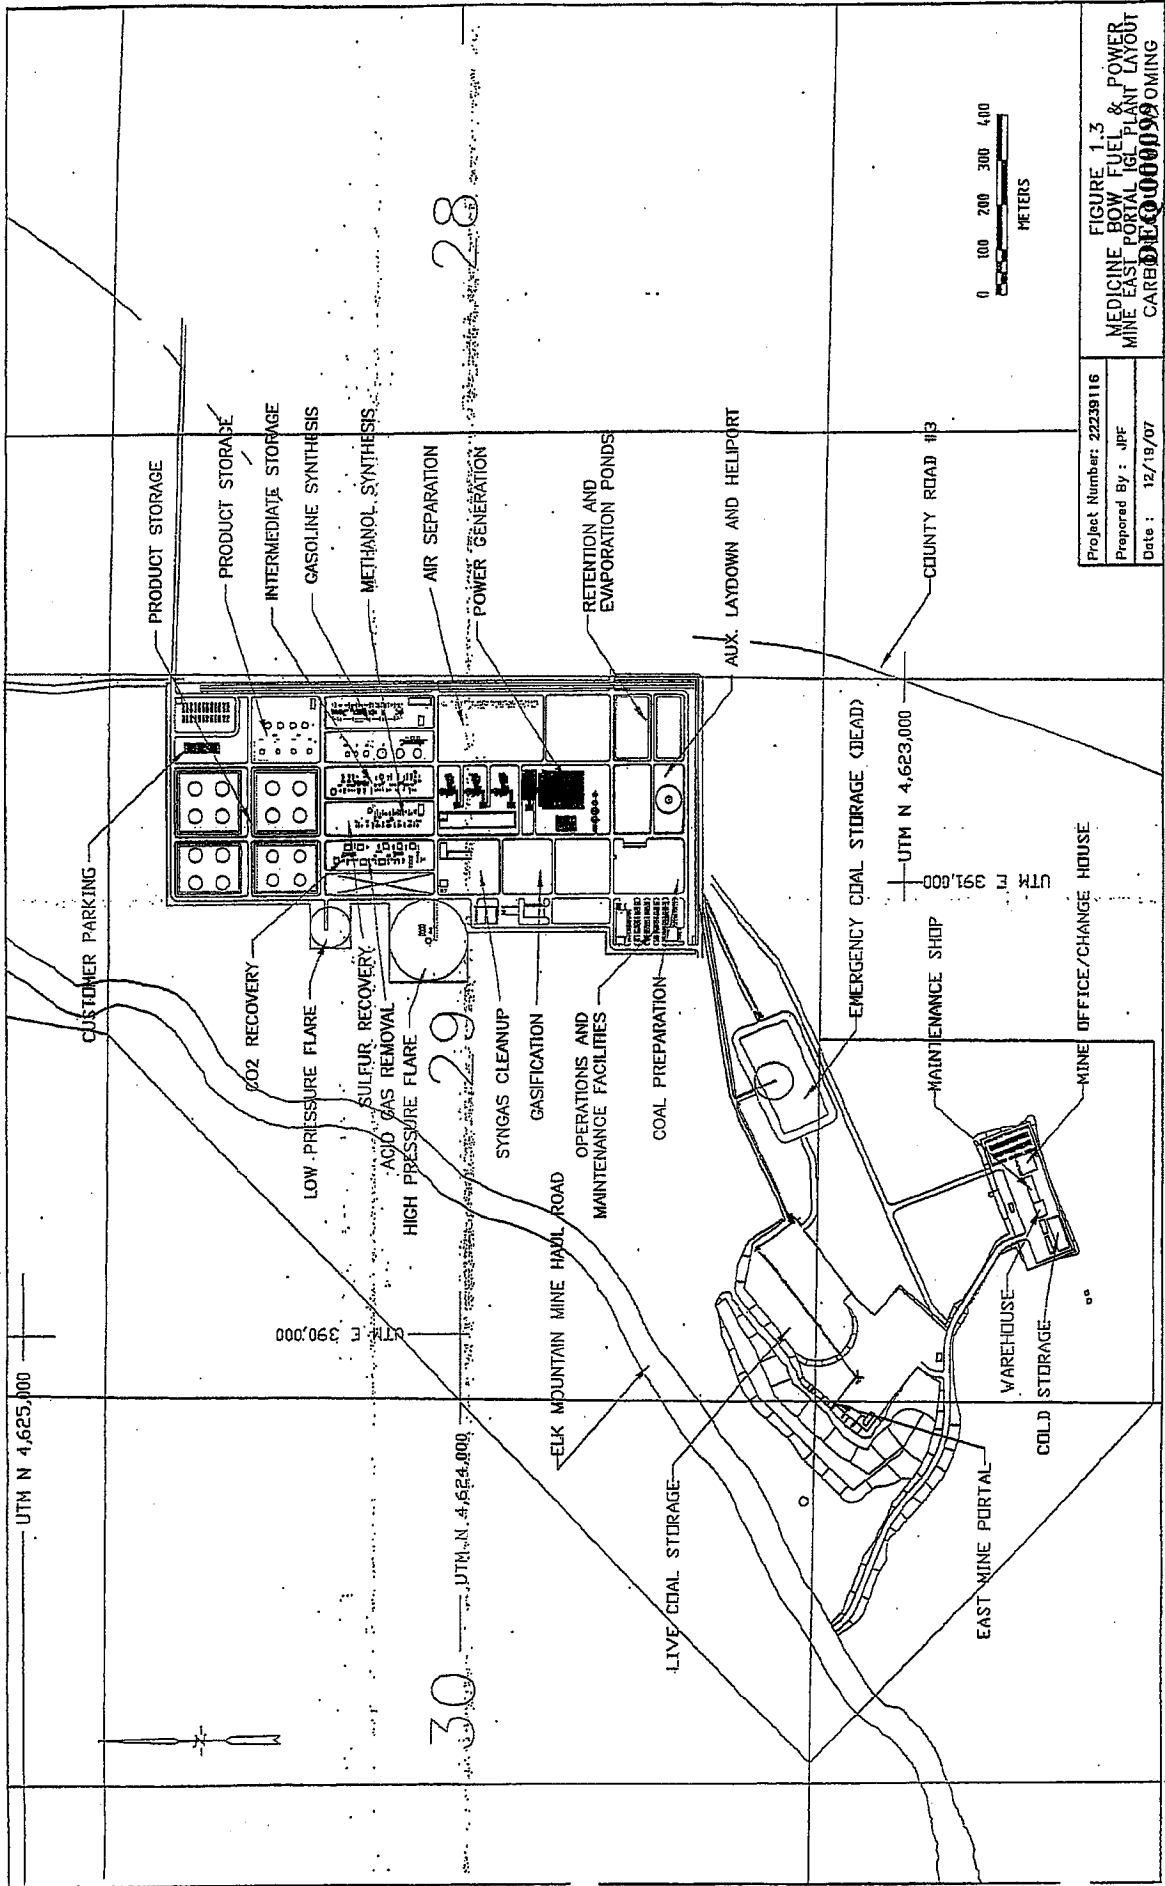 UTM N 4,625,000
UTM E 390,000
UTM N 4,624,000
30
29
28
CUSTOMER PARKING
CO2 RECOVERY
LOW PRESSURE FLARE
SULFUR RECOVERY
ACID GAS REMOVAL
HIGH PRESSURE FLARE
SYNGAS CLEANUP
GASIFICATION
OPERATIONS AND
MAINTENANCE FACILITIES
COAL PREPARATION
PRODUCT STORAGE
PRODUCT STORAGE
INTERMEDIATE STORAGE
GASOLINE SYNTHESIS
METHANOL SYNTHESIS
AIR SEPARATION
POWER GENERATION
RETENTION AND
EVAPORATION PONDS
AUX. LAYDOWN AND HELIPORT
ELK MOUNTAIN MINE HAUL ROAD
LIVE COAL STORAGE
EAST MINE PORTAL
WAREHOUSE
COLD STORAGE
EMERGENCY COAL STORAGE (DEAD)
MAINTENANCE SHOP
MINE OFFICE/CHANGE HOUSE
UTM N 4,623,000
UTM E 391,000
COUNTY ROAD #3
0 100 200 300 400
METERS
Project Number: 22239116
Prepared By : JPF
Date : 12/19/07
FIGURE 1.3
MEDICINE BOW FUEL & POWER
MINE EAST PORTAL IGL PLANT LAYOUT
DEQ 000099